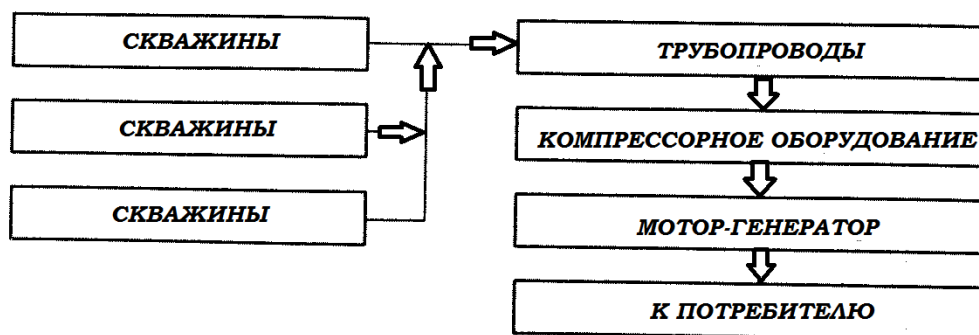 СКВАЖИНЫ
СКВАЖИНЫ
СКВАЖИНЫ
ТРУБОПРОВОДЫ
КОМПРЕССОРНОЕ ОБОРУДОВАНИЕ
МОТОР-ГЕНЕРАТОР
К ПОТРЕБИТЕЛЮ